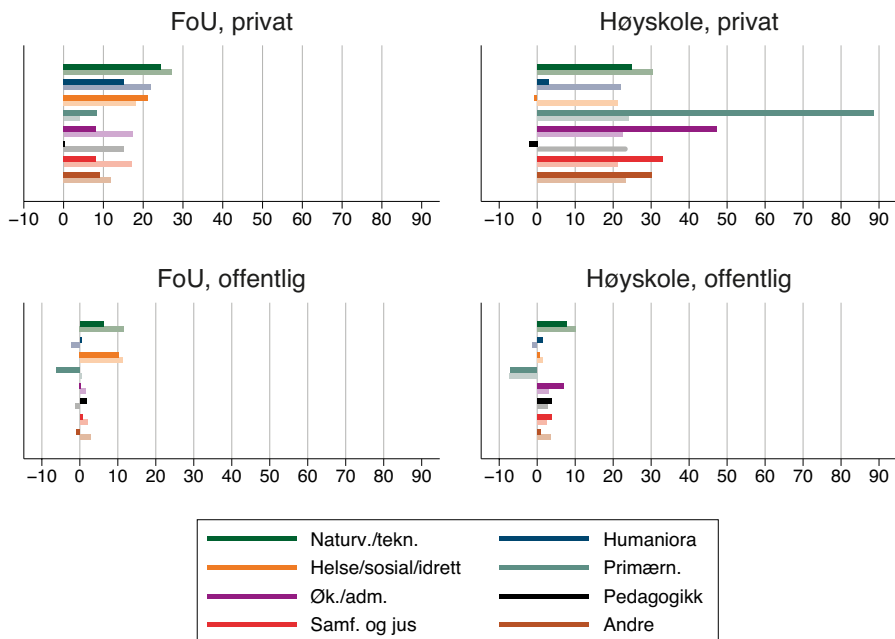 FoU, privat
Høyskole, privat
−10 0 10 20 30 40 50 60 70 80 90
−10 0 10 20 30 40 50 60 70 80 90
FoU, offentlig
Høyskole, offentlig
−10 0 10 20 30 40 50 60 70 80 90
−10 0 10 20 30 40 50 60 70 80 90
Naturv./tekn. Humaniora
Helse/sosial/idrett Primærn.
Øk./adm. Pedagogikk
Samf. og jus Andre